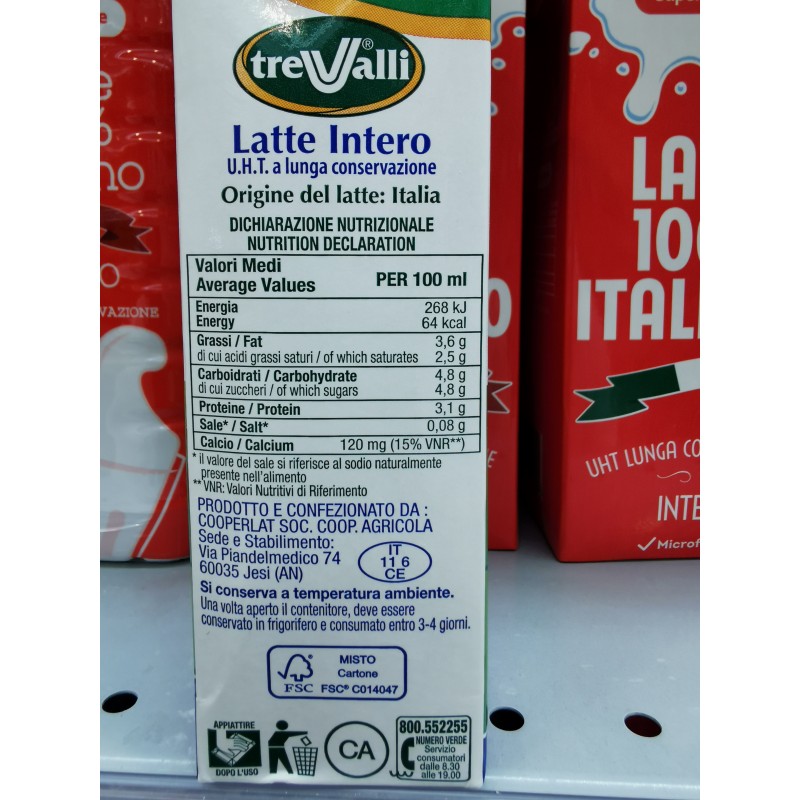 treValli®
Latte Intero
U.H.T. a lunga conservazione
Origine del latte: Italia
DICHIARAZIONE NUTRIZIONALE
NUTRITION DECLARATION
Valori Medi
Average Values PER 100 ml
Energia 268 kJ
Energy 64 kcal
Grassi / Fat 3,6 g
di cui acidi grassi saturi / of which saturates 2,5 g
Carboidrati / Carbohydrate 4,8 g
di cui zuccheri / of which sugars 4,8 g
Proteine / Protein 3,1 g
Sale* / Salt* 0,08 g
Calcio / Calcium 120 mg (15% VNR**)
* il valore del sale si riferisce al sodio naturalmente
presente nell'alimento
** VNR: Valori Nutritivi di Riferimento
PRODOTTO E CONFEZIONATO DA :
COOPERLAT SOC. COOP. AGRICOLA
Sede e Stabilimento:
Via Piandelmedico 74
60035 Jesi (AN)
IT
11 6
CE
Si conserva a temperatura ambiente.
Una volta aperto il contenitore, deve essere
conservato in frigorifero e consumato entro 3-4 giorni.
MISTO
Cartone
FSC FSC® C014047
APPIATTIRE
DOPO L'USO
CA
800.552255
NUMERO VERDE
Servizio
consumatori
dalle 8.30
alle 19.00
LA
10
ITAL
UHT LUNGA CO
INTE
Microf
VAZIONE